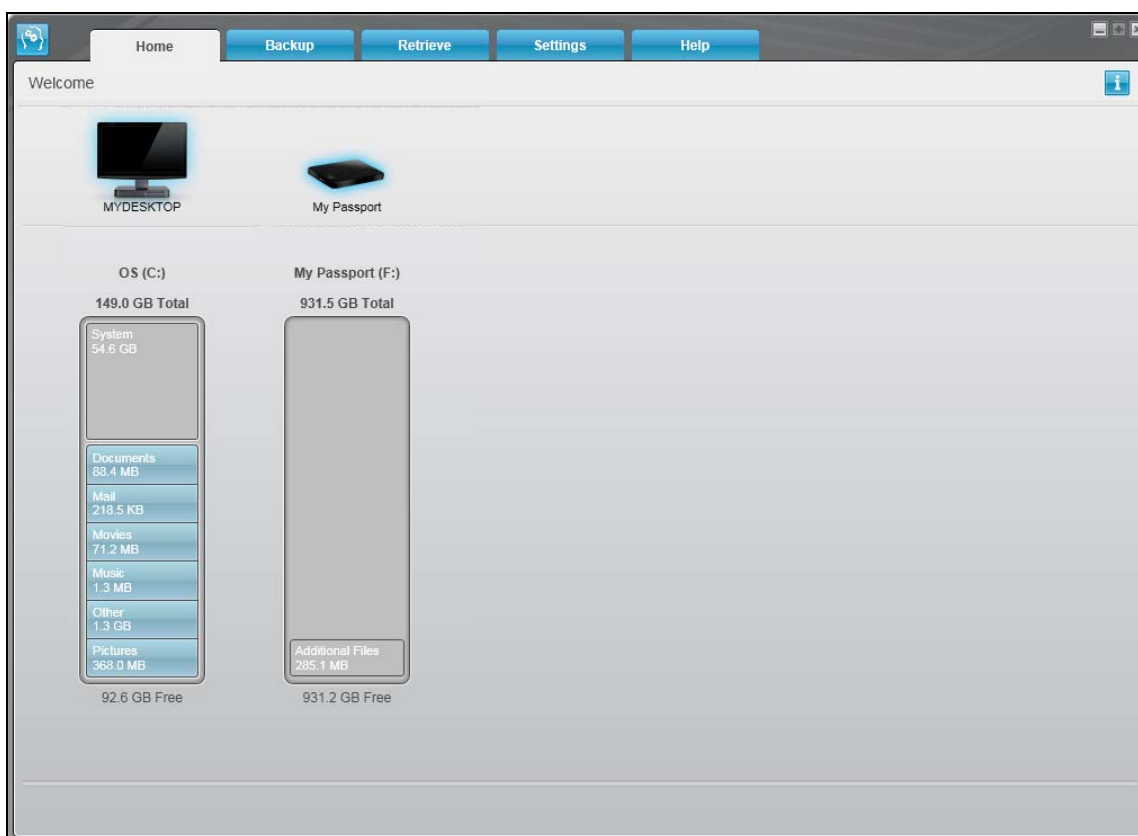 Home Backup Retrieve Settings Help
Welcome
MYDESKTOP My Passport
OS (C:) My Passport (F:)
149.0 GB Total 931.5 GB Total
System
54.6 GB
Documents
88.4 MB
Mail
218.5 KB
Movies
71.2 MB
Music
1.3 MB
Other
1.3 GB
Pictures
368.0 MB
Additional Files
285.1 MB
92.6 GB Free 931.2 GB Free